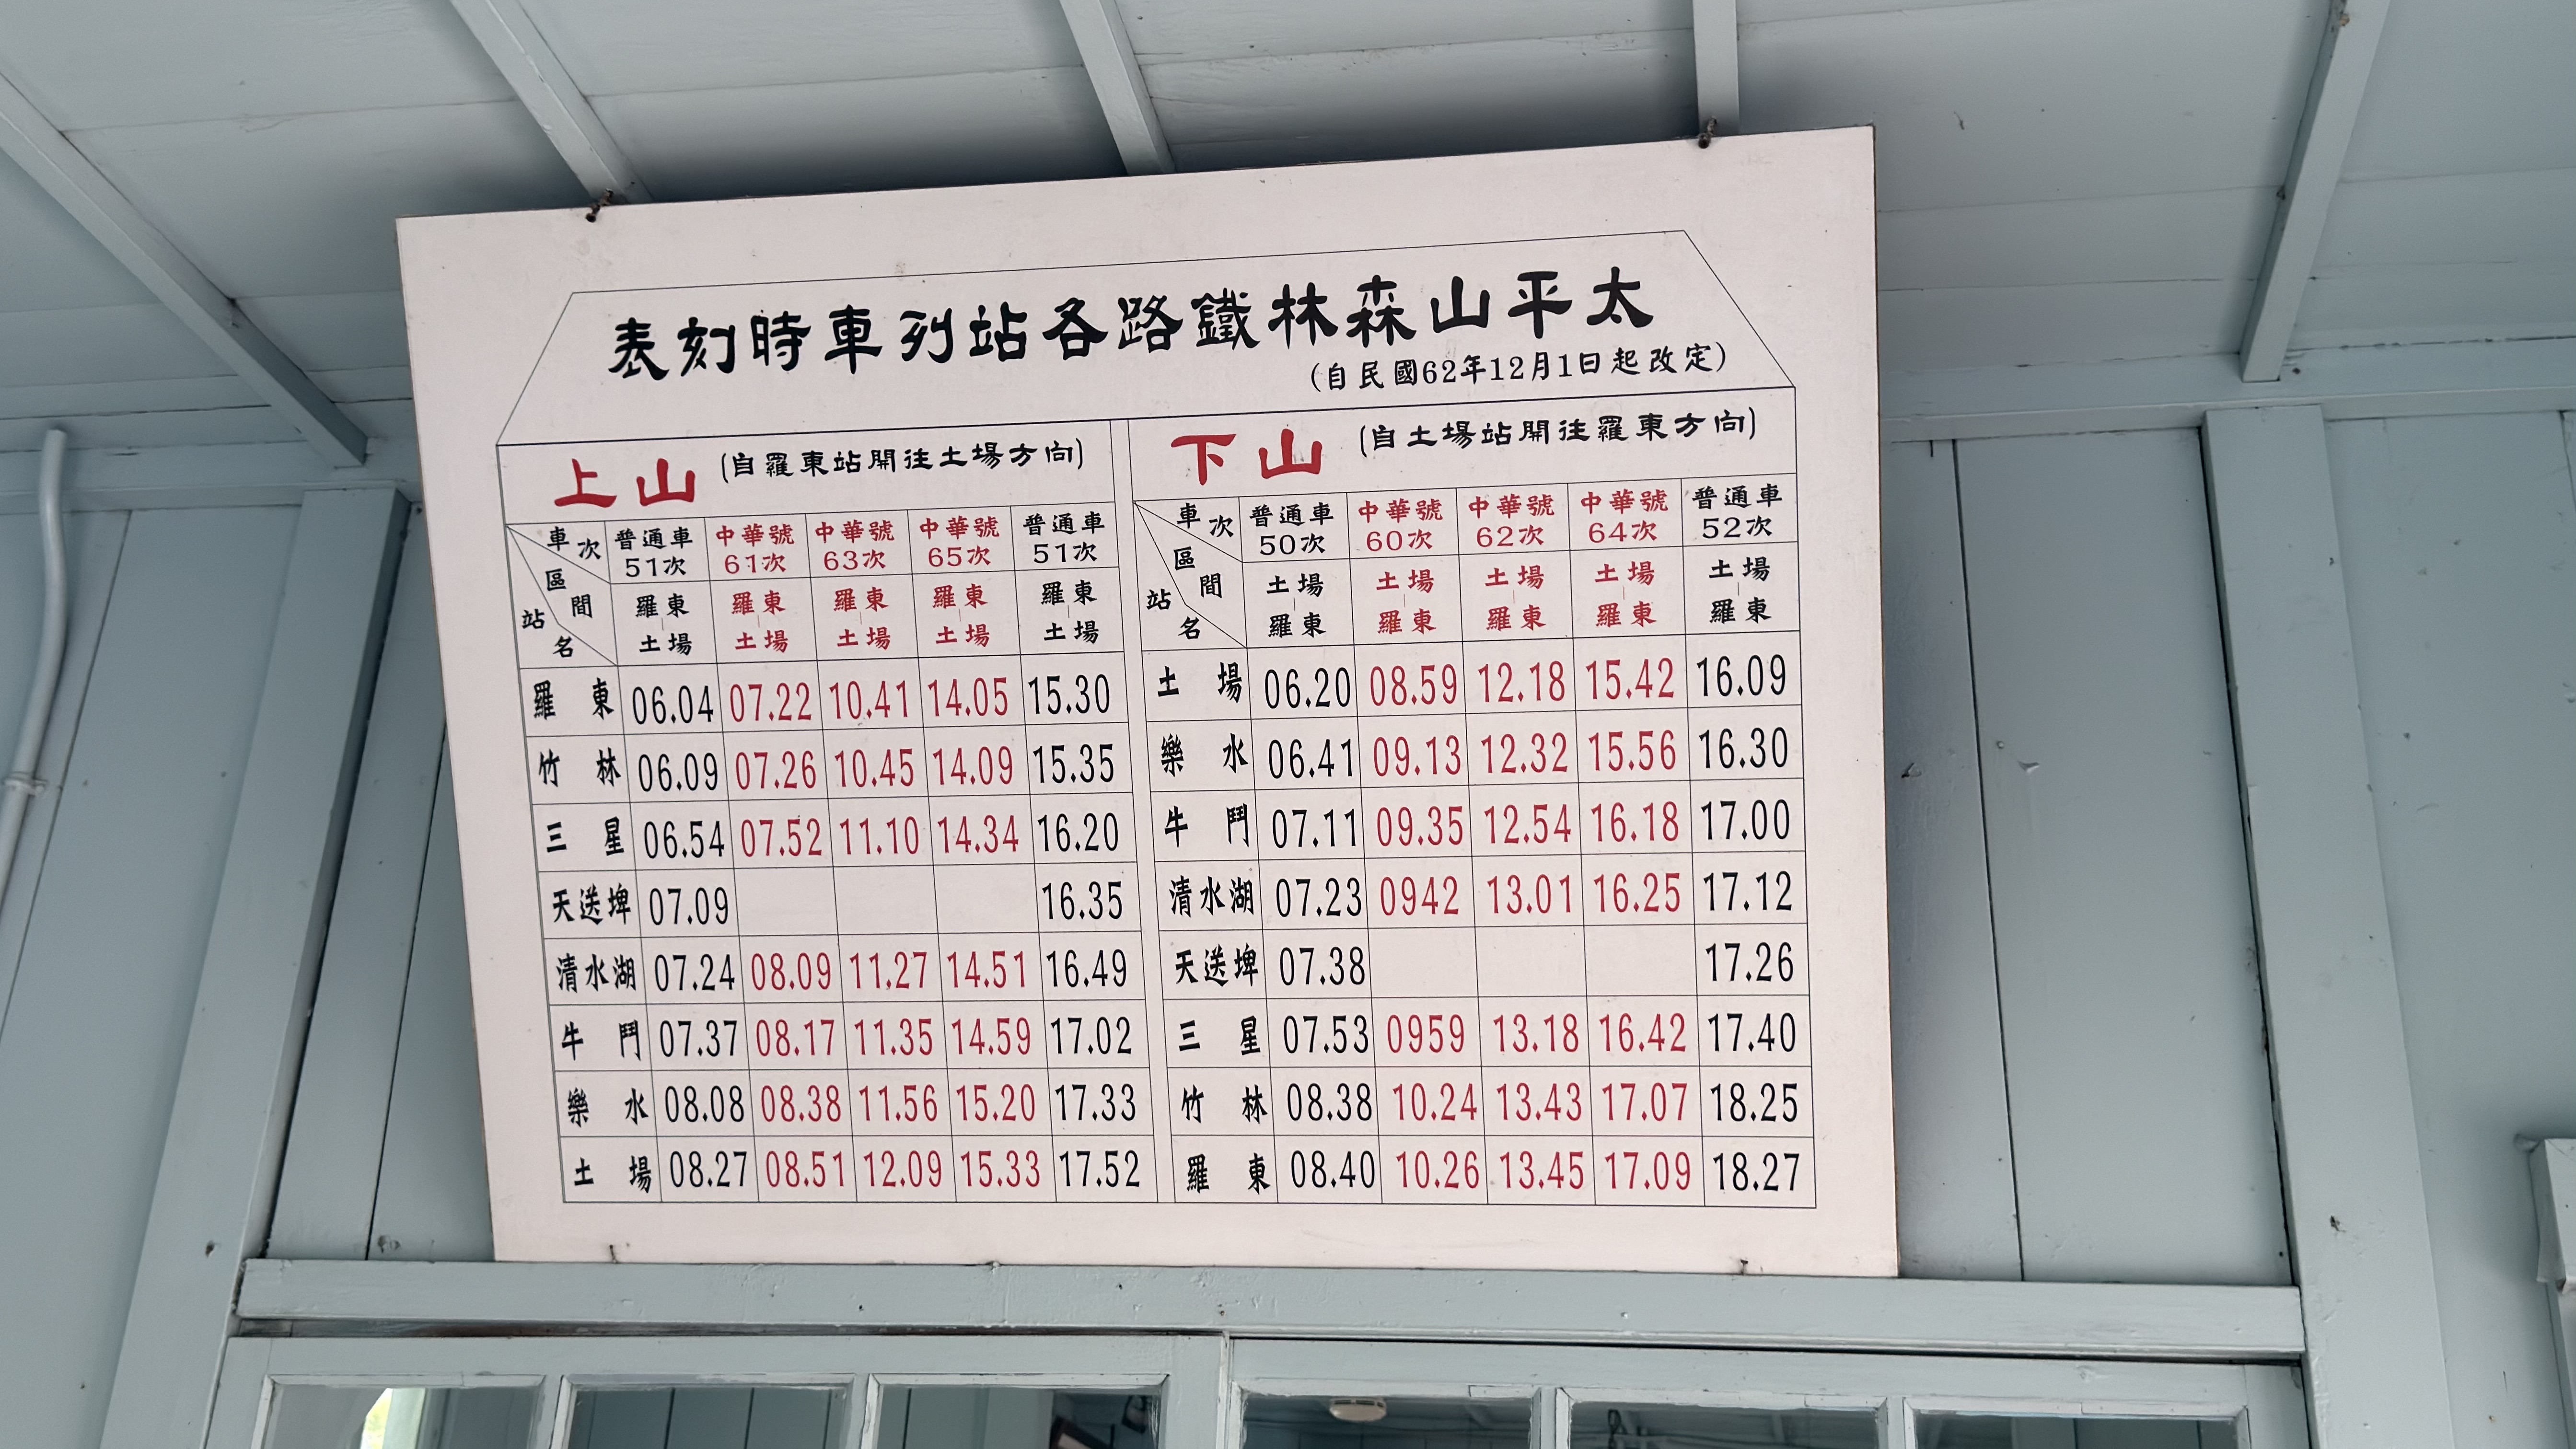 太平山森林鐵路各站列車時刻表
(自民國62年12月1日起改定)
上山 (自羅東站開往土場方向)
車次 區間 站名 普通車 51次 中華號 61次 中華號 63次 中華號 65次 普通車 51次
羅東 | 土場 羅東 | 土場 羅東 | 土場 羅東 | 土場 羅東 | 土場
羅東 06.04 07.22 10.41 14.05 15.30
竹林 06.09 07.26 10.45 14.09 15.35
三星 06.54 07.52 11.10 14.34 16.20
天送埤 07.09 16.35
清水湖 07.24 08.09 11.27 14.51 16.49
牛鬥 07.37 08.17 11.35 14.59 17.02
樂水 08.08 08.38 11.56 15.20 17.33
土場 08.27 08.51 12.09 15.33 17.52
下山 (自土場站開往羅東方向)
車次 區間 站名 普通車 50次 中華號 60次 中華號 62次 中華號 64次 普通車 52次
土場 | 羅東 土場 | 羅東 土場 | 羅東 土場 | 羅東 土場 | 羅東
土場 06.20 08.59 12.18 15.42 16.09
樂水 06.41 09.13 12.32 15.56 16.30
牛鬥 07.11 09.35 12.54 16.18 17.00
清水湖 07.23 0942 13.01 16.25 17.12
天送埤 07.38 17.26
三星 07.53 0959 13.18 16.42 17.40
竹林 08.38 10.24 13.43 17.07 18.25
羅東 08.40 10.26 13.45 17.09 18.27